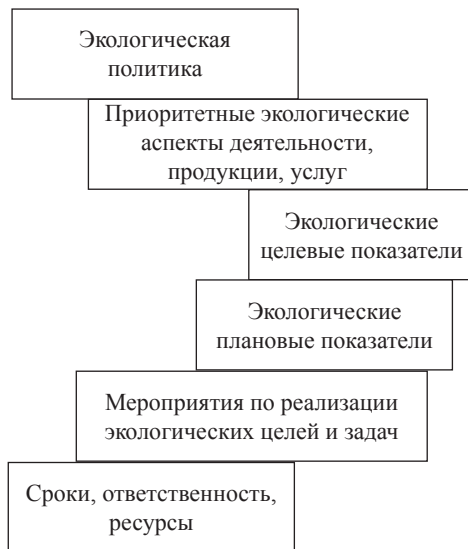 Экологическая
политика
Приоритетные экологические
аспекты деятельности,
продукции, услуг
Экологические
целевые показатели
Экологические
плановые показатели
Мероприятия по реализации
экологических целей и задач
Сроки, ответственность,
ресурсы